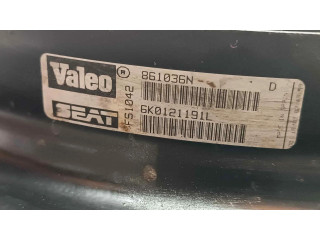 Valeo ® 861036N-- D
SEAT FS1042 6K0121191L